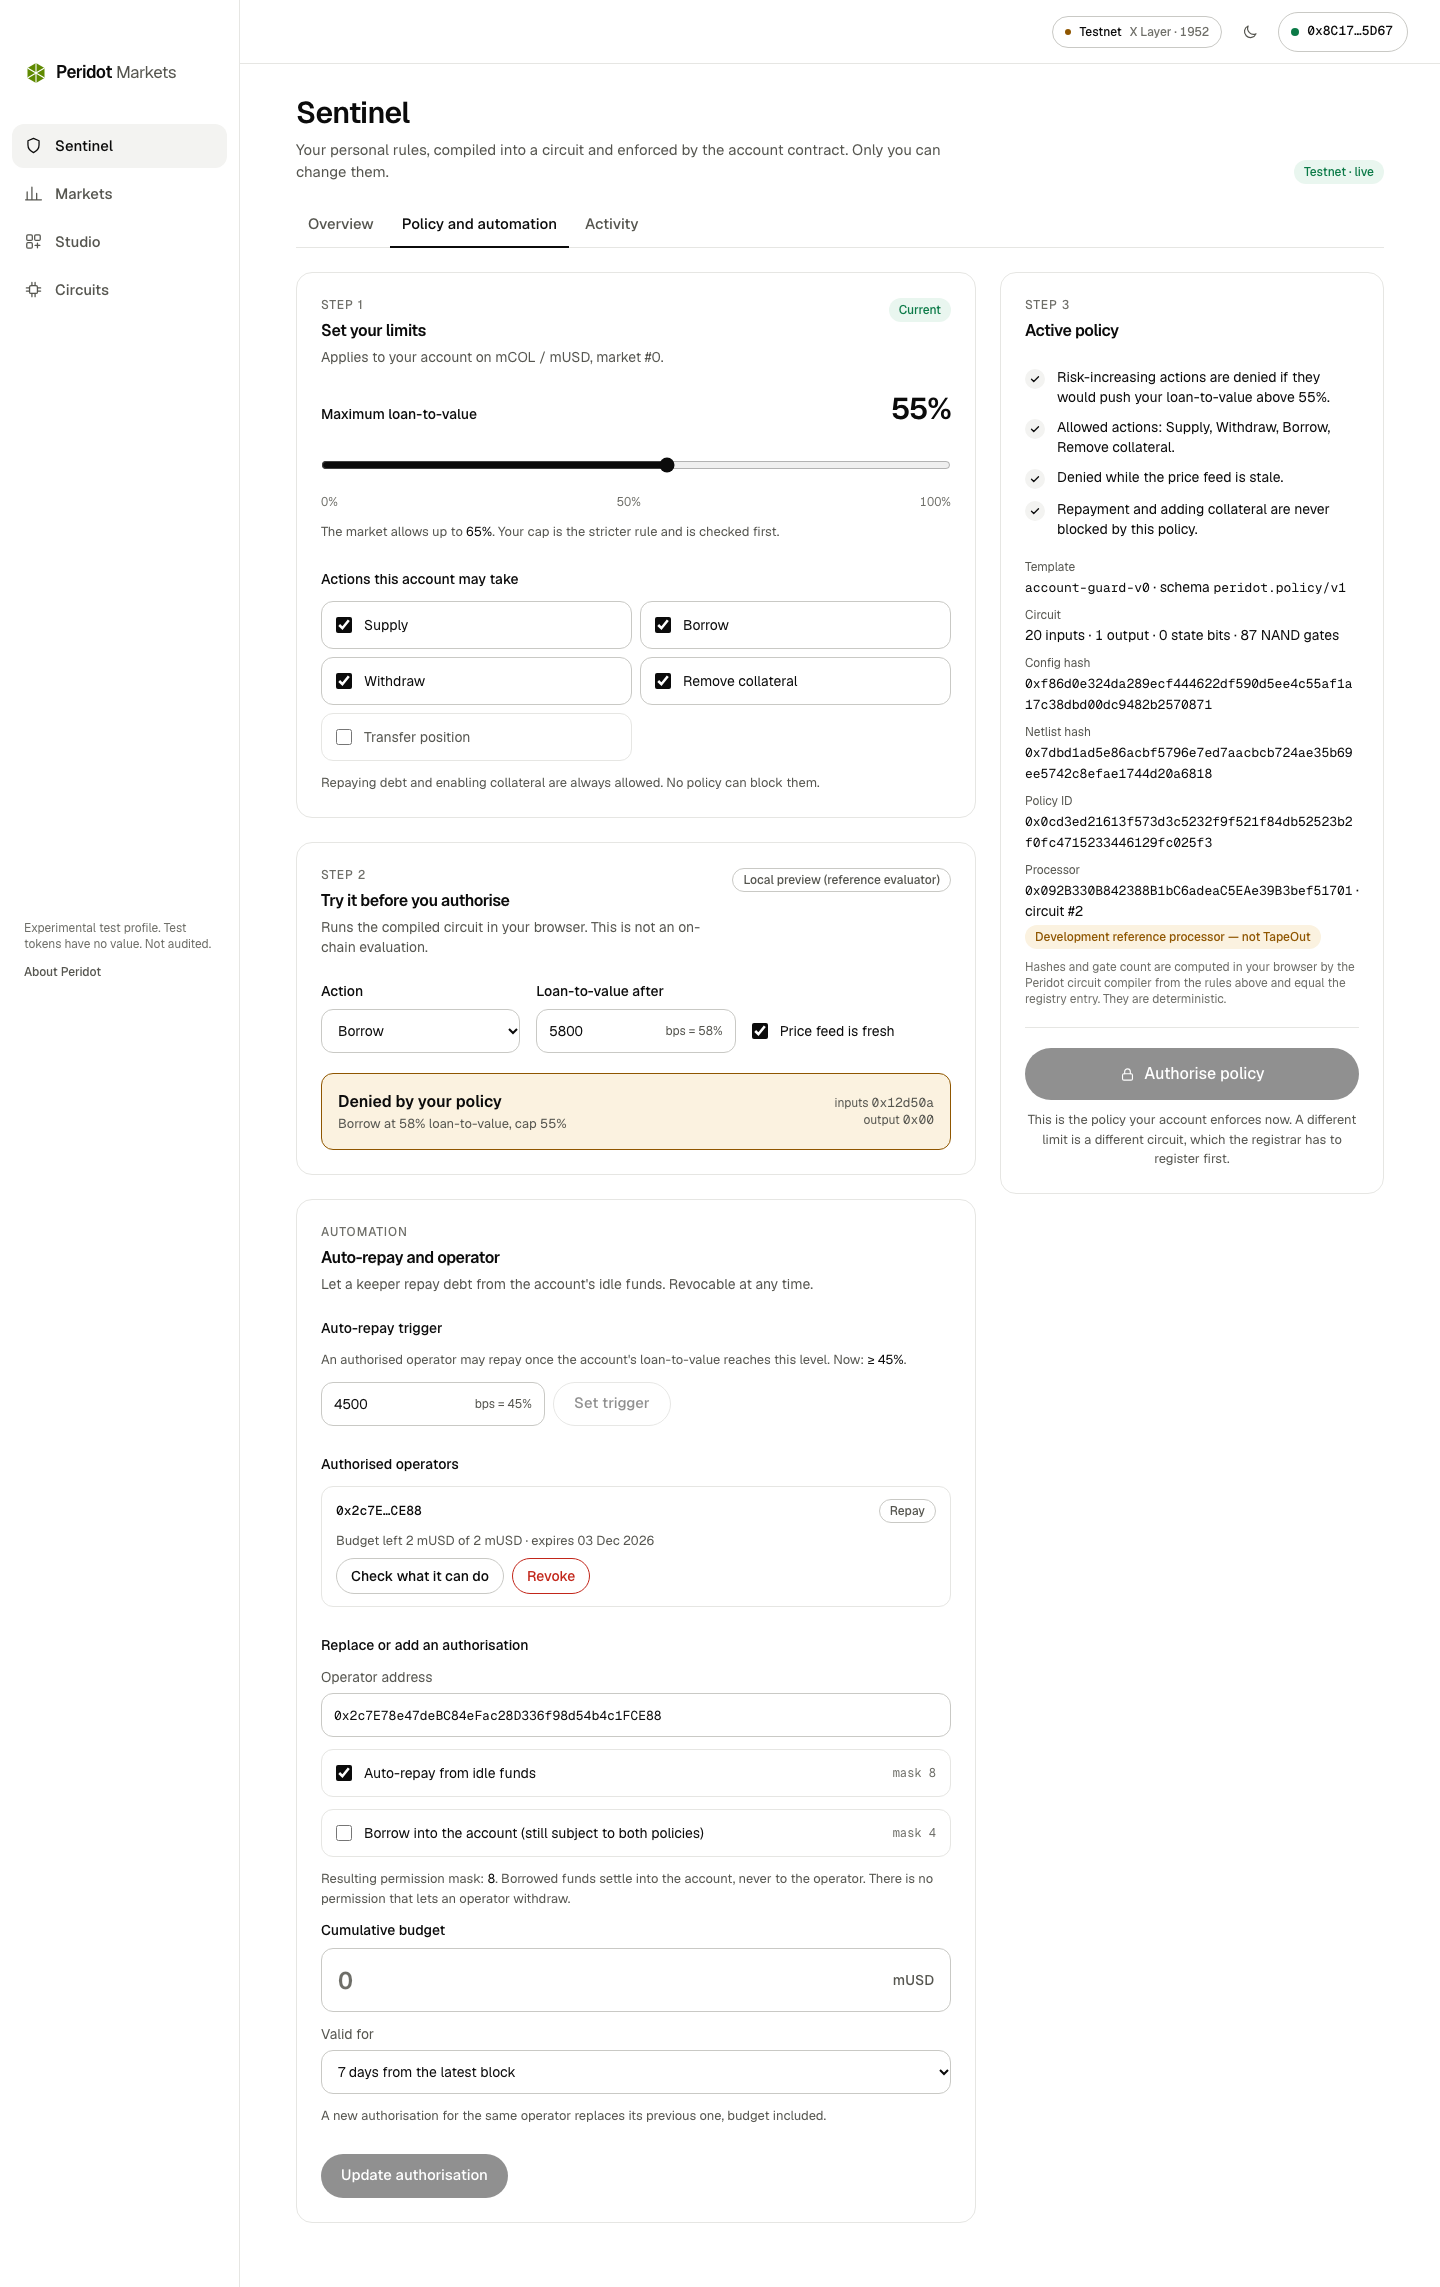 Peridot Markets
Sentinel
Markets
Studio
Circuits
Experimental test profile. Test
tokens have no value. Not audited.
About Peridot
Testnet X Layer · 1952
0x8C17…5D67
Sentinel
Your personal rules, compiled into a circuit and enforced by the account contract. Only you can
change them.
Testnet · live
Overview
Policy and automation
Activity
STEP 1
Current
Set your limits
Applies to your account on mCOL / mUSD, market #0.
Maximum loan-to-value
55%
0%
50%
100%
The market allows up to 65%. Your cap is the stricter rule and is checked first.
Actions this account may take
Supply
Borrow
Withdraw
Remove collateral
Transfer position
Repaying debt and enabling collateral are always allowed. No policy can block them.
STEP 2
Local preview (reference evaluator)
Try it before you authorise
Runs the compiled circuit in your browser. This is not an on-
chain evaluation.
Action
Loan-to-value after
Borrow
5800
bps = 58%
Price feed is fresh
Denied by your policy
Borrow at 58% loan-to-value, cap 55%
inputs 0x12d50a
output 0x00
AUTOMATION
Auto-repay and operator
Let a keeper repay debt from the account's idle funds. Revocable at any time.
Auto-repay trigger
An authorised operator may repay once the account's loan-to-value reaches this level. Now: ≥ 45%.
4500
bps = 45%
Set trigger
Authorised operators
0x2c7E…CE88
Repay
Budget left 2 mUSD of 2 mUSD · expires 03 Dec 2026
Check what it can do
Revoke
Replace or add an authorisation
Operator address
0x2c7E78e47deBC84eFac28D336f98d54b4c1FCE88
Auto-repay from idle funds
mask 8
Borrow into the account (still subject to both policies)
mask 4
Resulting permission mask: 8. Borrowed funds settle into the account, never to the operator. There is no
permission that lets an operator withdraw.
Cumulative budget
0
mUSD
Valid for
7 days from the latest block
A new authorisation for the same operator replaces its previous one, budget included.
Update authorisation
STEP 3
Active policy
Risk-increasing actions are denied if they
would push your loan-to-value above 55%.
Allowed actions: Supply, Withdraw, Borrow,
Remove collateral.
Denied while the price feed is stale.
Repayment and adding collateral are never
blocked by this policy.
Template
account-guard-v0 · schema peridot.policy/v1
Circuit
20 inputs · 1 output · 0 state bits · 87 NAND gates
Config hash
0xf86d0e324da289ecf444622df590d5ee4c55af1a
17c38dbd00dc9482b2570871
Netlist hash
0x7dbd1ad5e86acbf5796e7ed7aacbcb724ae35b69
ee5742c8efae1744d20a6818
Policy ID
0x0cd3ed21613f573d3c5232f9f521f84db52523b2
f0fc4715233446129fc025f3
Processor
0x092B330B842388B1bC6adeaC5EAe39B3bef51701 ·
circuit #2
Development reference processor — not TapeOut
Hashes and gate count are computed in your browser by the
Peridot circuit compiler from the rules above and equal the
registry entry. They are deterministic.
Authorise policy
This is the policy your account enforces now. A different
limit is a different circuit, which the registrar has to
register first.